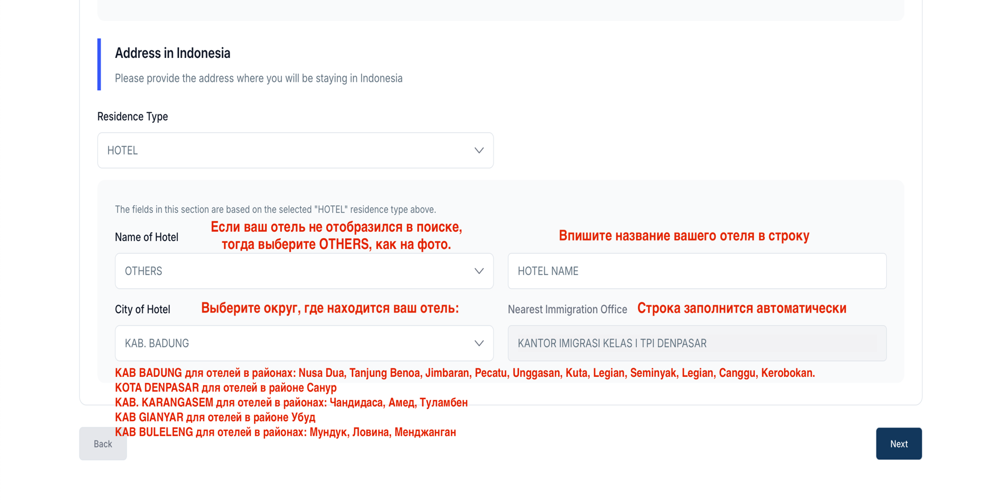 Address in Indonesia
Please provide the address where you will be staying in Indonesia
Residence Type
HOTEL
The fields in this section are based on the selected "HOTEL" residence type above.
Name of Hotel
Если ваш отель не отобразился в поиске,
тогда выберите OTHERS, как на фото.
Впишите название вашего отеля в строку
OTHERS
HOTEL NAME
City of Hotel
Выберите округ, где находится ваш отель:
Nearest Immigration Office
Строка заполнится автоматически
KAB. BADUNG
KANTOR IMIGRASI KELAS I TPI DENPASAR
KAB BADUNG для отелей в районах: Nusa Dua, Tanjung Benoa, Jimbaran, Pecatu, Unggasan, Kuta, Legian, Seminyak, Legian, Canggu, Kerobokan.
KOTA DENPASAR для отелей в районе Санур
KAB. KARANGASEM для отелей в районах: Чандидаса, Амед, Туламбен
KAB GIANYAR для отелей в районе Убуд
KAB BULELENG для отелей в районах: Мундук, Ловина, Менджанган
Back
Next